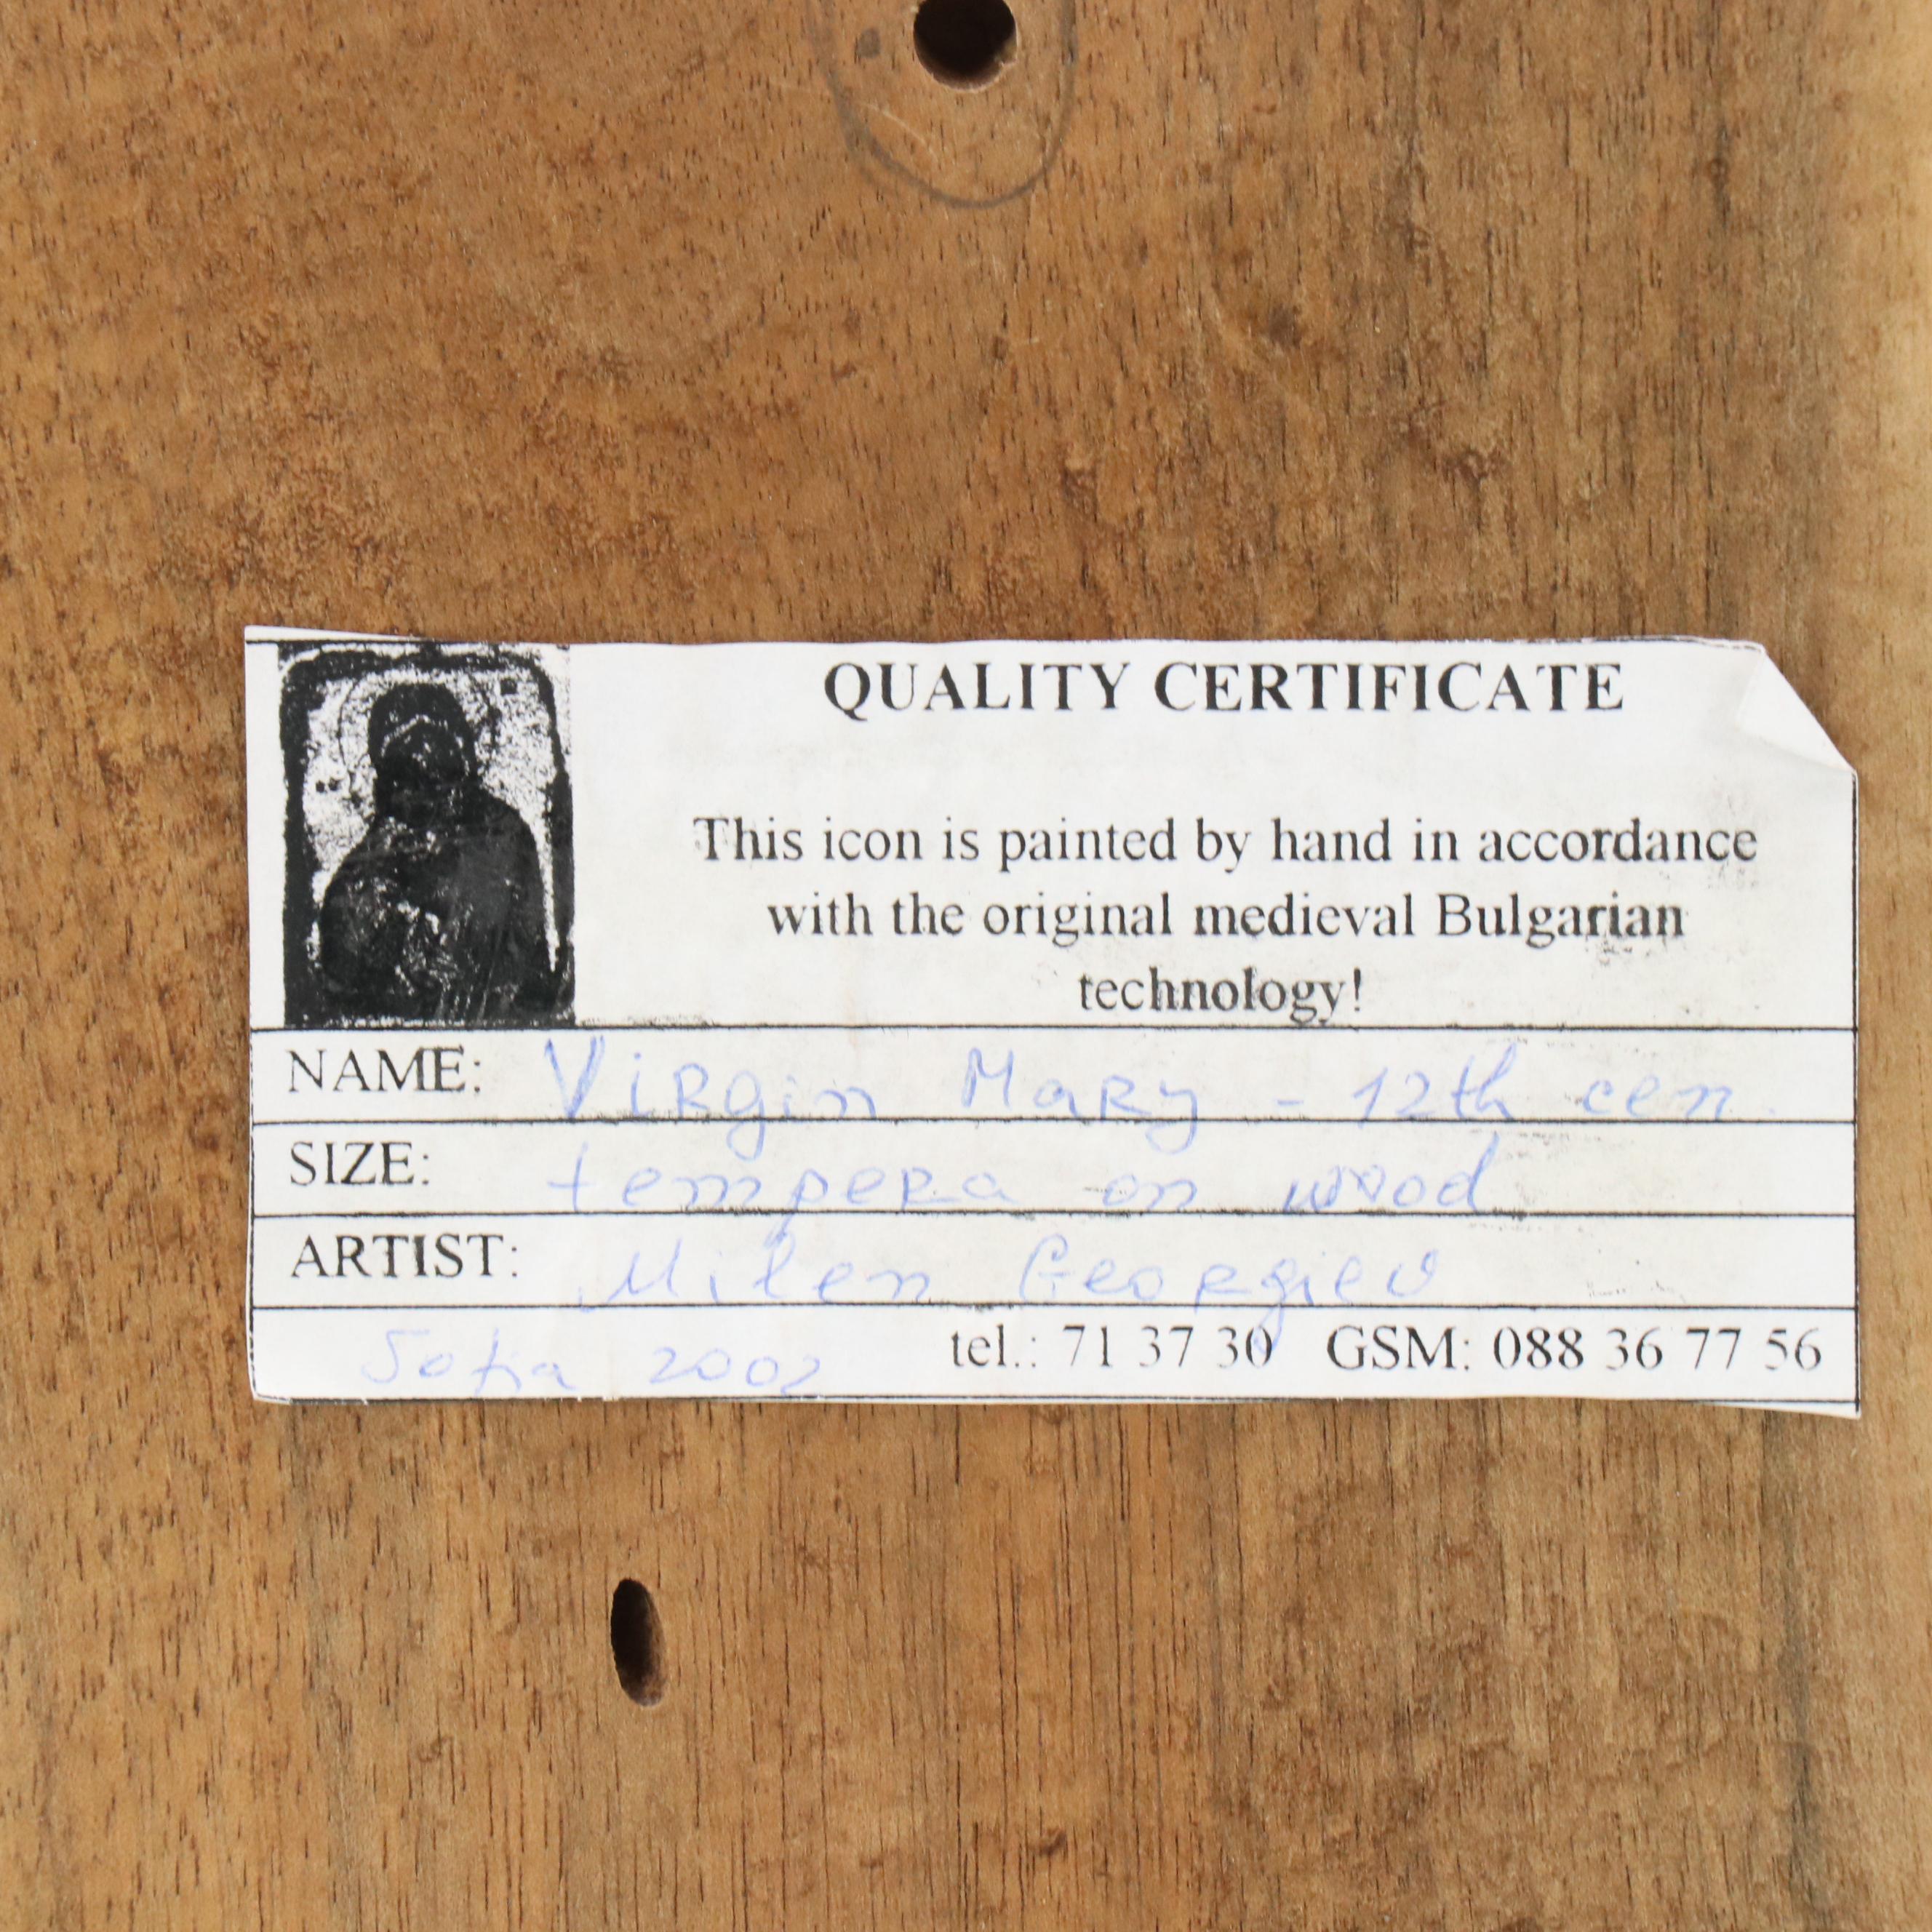 QUALITY CERTIFICATE
This icon is painted by hand in accordance
with the original medieval Bulgarian
technology!
NAME: Virgin Mary - 12th cen.
SIZE: tempera on wood
ARTIST: Milen Georgiev
Sofia 2002 tel.: 71 37 30 GSM: 088 36 77 56